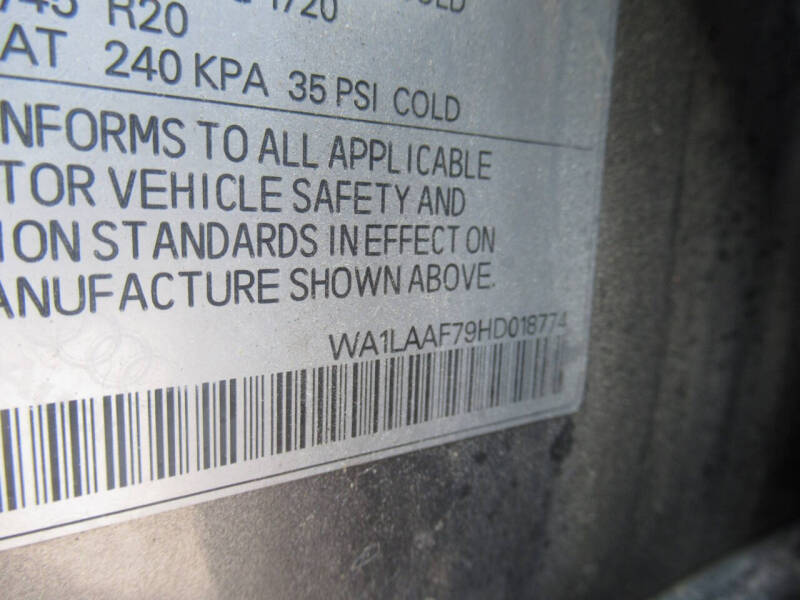 R20
AT 240 KPA 35 PSI COLD
NFORMS TO ALL APPLICABLE
TOR VEHICLE SAFETY AND
ION STANDARDS IN EFFECT ON
ANUFACTURE SHOWN ABOVE.
WA1LAAF79HD018774